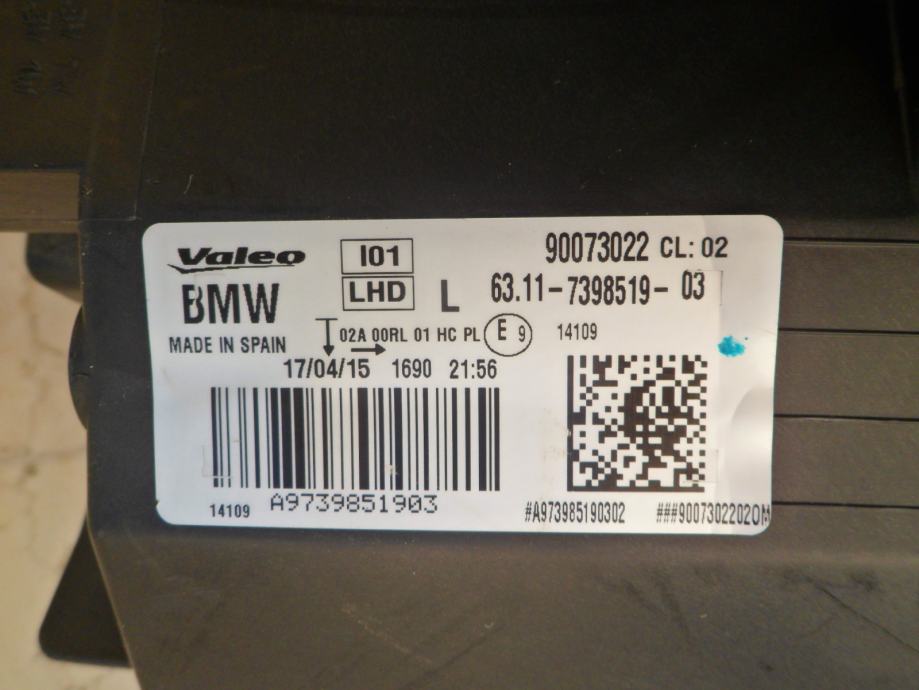 Valeo I01 90073022 CL: 02
BMW LHD L 63.11-7398519- 03
MADE IN SPAIN 02A 00RL 01 HC PL E 9 14109
17/04/15 1690 21:56
14109 A9739851903 #A973985190302 ###90073022020M